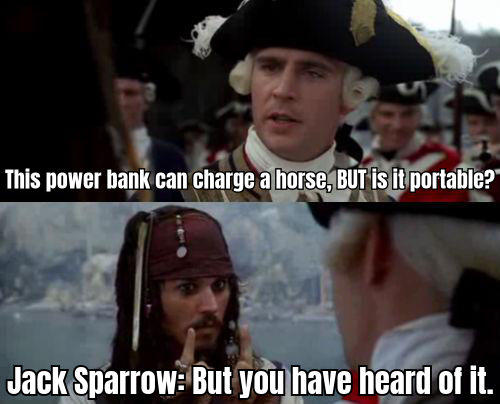 This power bank can charge a horse, BUT is it portable?
Jack Sparrow: But you have heard of it.